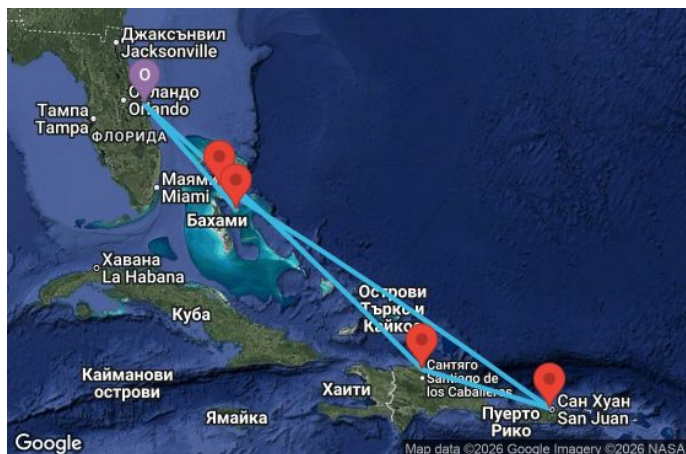 Джаксънвил
Jacksonville
O
Орландо
Orlando
Тампа
Tampa
ФЛОРИДА
Маями
Miami
Бахами
Хавана
La Habana
Куба
Острови
Търко и
Кайкос
Кайманови
острови
Хаити
Сантяго
Santiago de
los Caballeros
Ямайка
Пуерто
Рико
Сан Хуан
San Juan
Google
Map data ©2026 Google Imagery ©2026 NASA